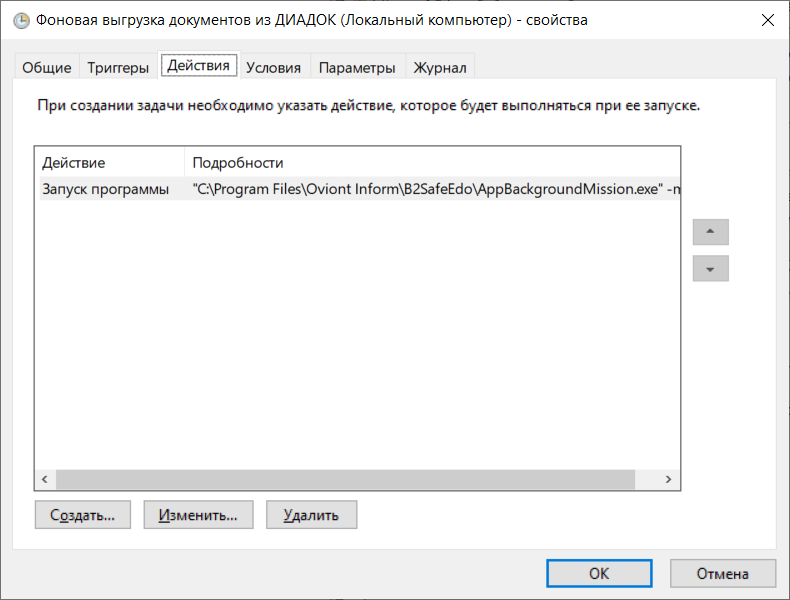 Фоновая выгрузка документов из ДИАДОК (Локальный компьютер) - свойства
Общие Триггеры Действия Условия Параметры Журнал
При создании задачи необходимо указать действие, которое будет выполняться при ее запуске.
Действие Подробности
Запуск программы "C:\Program Files\Oviont Inform\B2SafeEdo\AppBackgroundMission.exe" -m
Создать... Изменить... Удалить
ОК Отмена